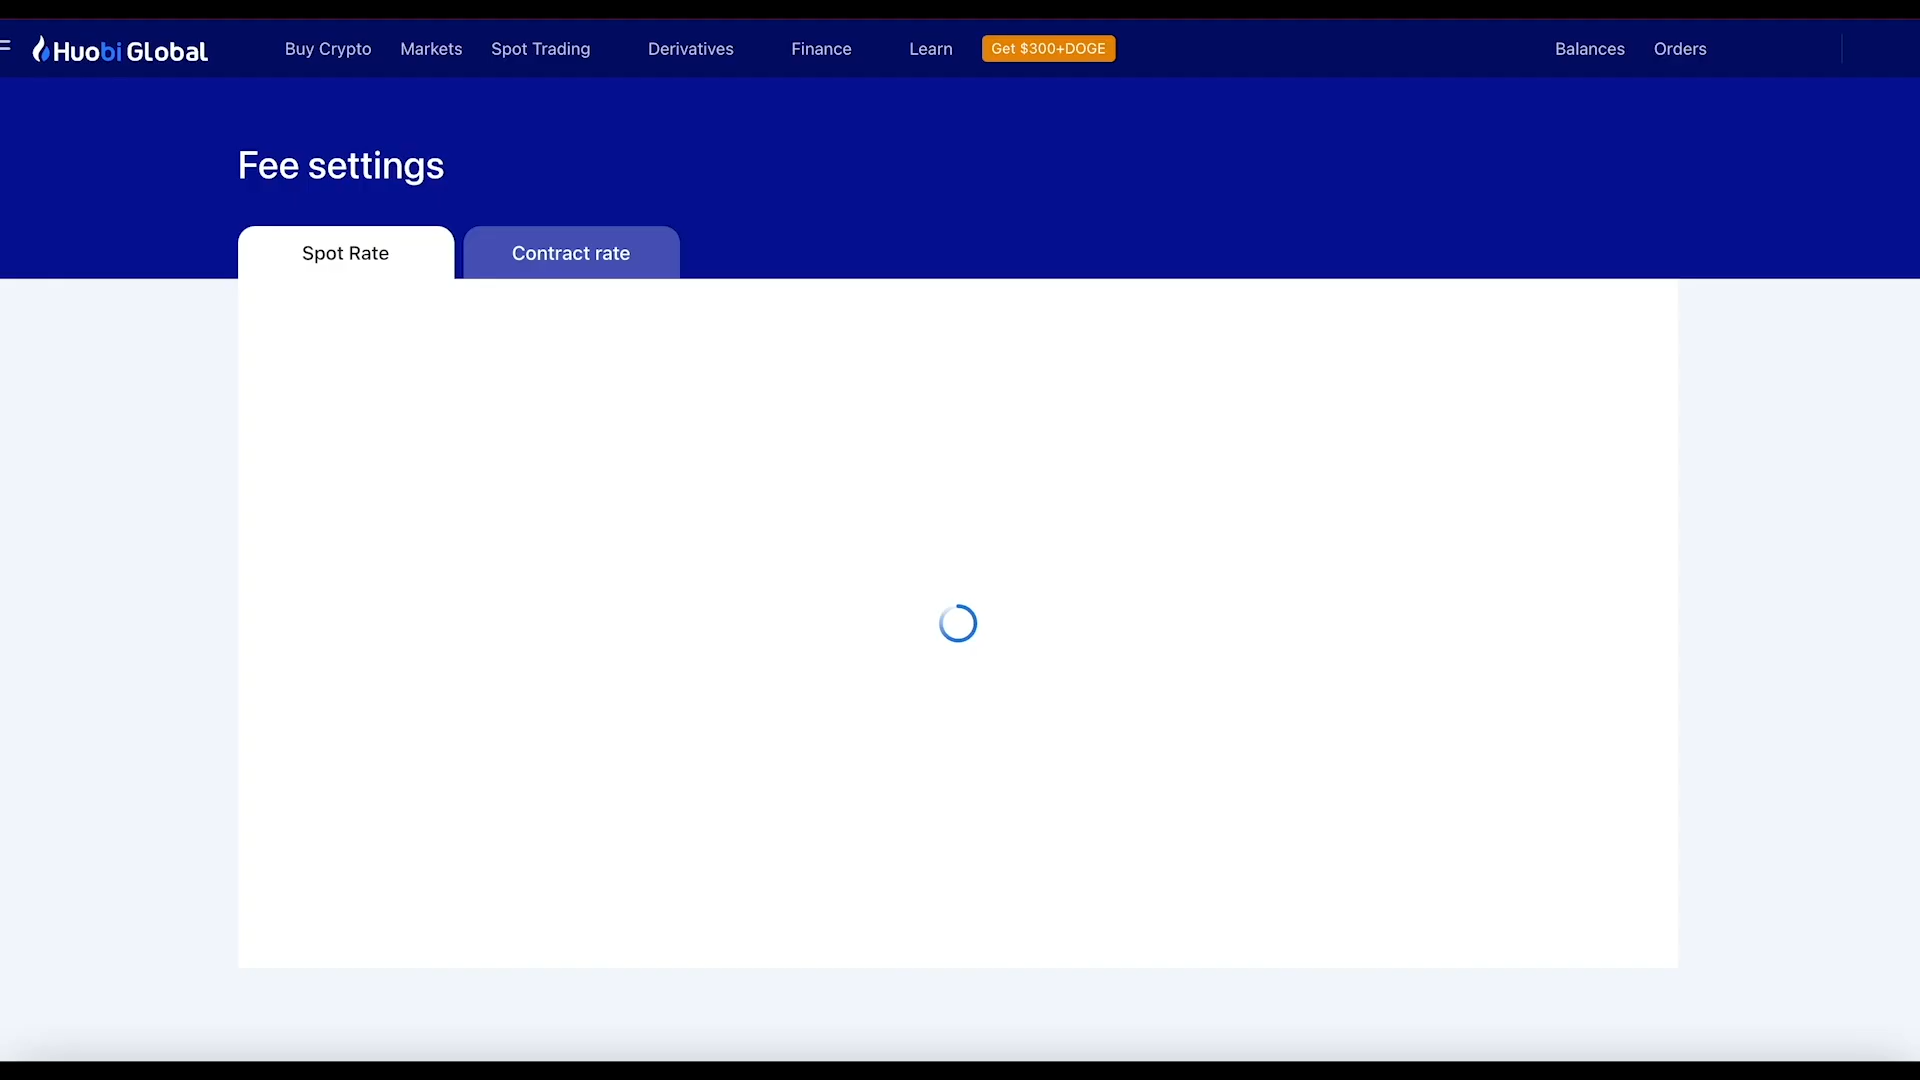 Huobi Global
Buy Crypto
Markets
Spot Trading
Derivatives
Finance
Learn
Get $300+DOGE
Balances
Orders
Fee settings
Spot Rate
Contract rate